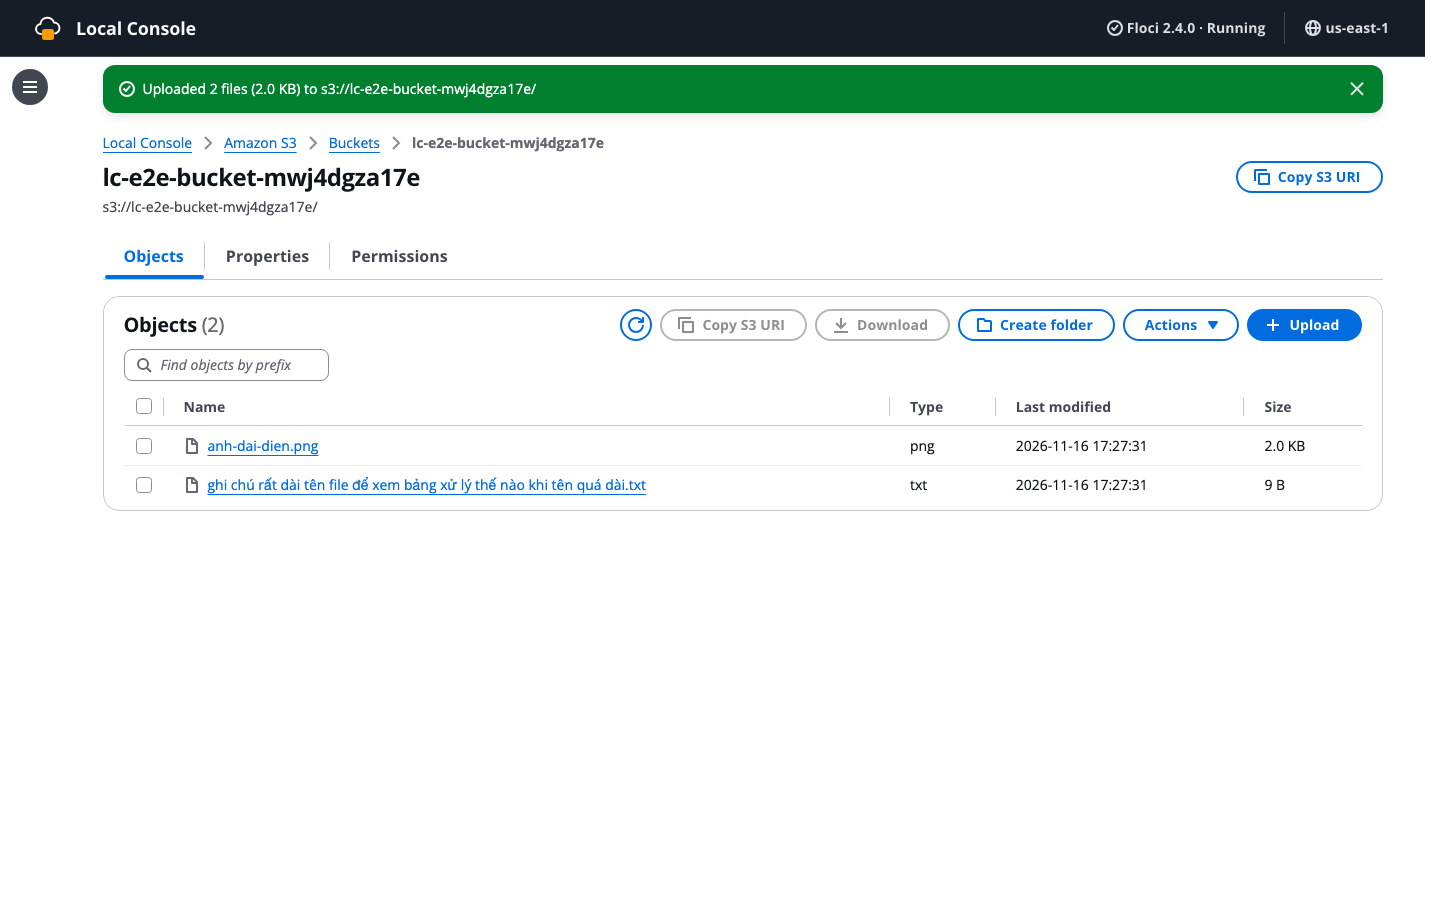 Local Console
Floci 2.4.0 · Running
us-east-1
Uploaded 2 files (2.0 KB) to s3://lc-e2e-bucket-mwj4dgza17e/
Local Console > Amazon S3 > Buckets > lc-e2e-bucket-mwj4dgza17e
lc-e2e-bucket-mwj4dgza17e
Copy S3 URI
s3://lc-e2e-bucket-mwj4dgza17e/
Objects Properties Permissions
Objects (2)
Copy S3 URI Download Create folder Actions Upload
Find objects by prefix
Name Type Last modified Size
anh-dai-dien.png png 2026-11-16 17:27:31 2.0 KB
ghi chú rất dài tên file để xem bảng xử lý thế nào khi tên quá dài.txt txt 2026-11-16 17:27:31 9 B